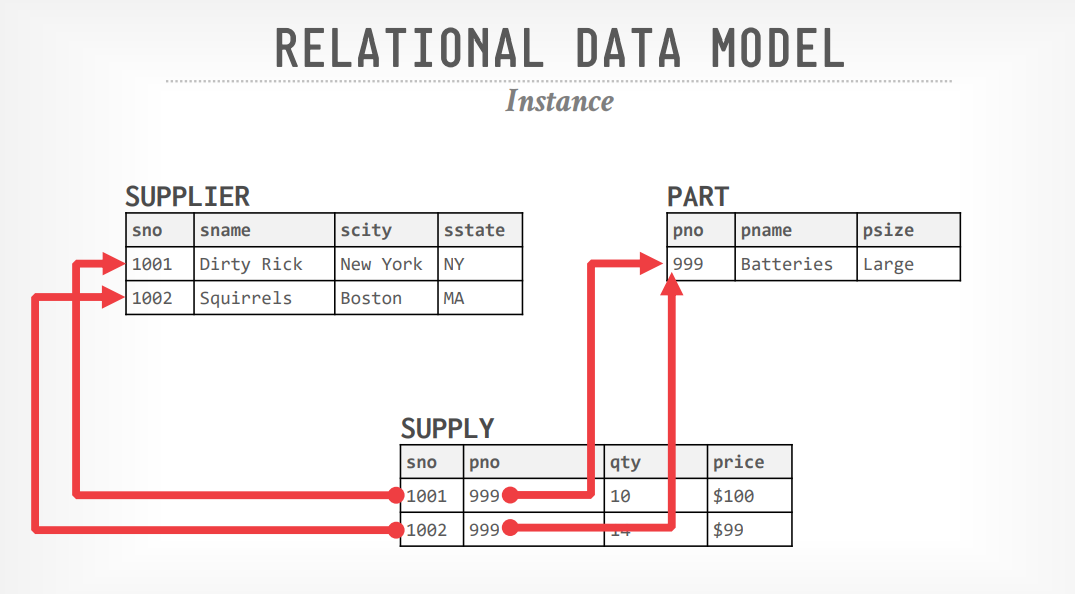 RELATIONAL DATA MODEL
Instance
SUPPLIER
sno sname scity sstate
1001 Dirty Rick New York NY
1002 Squirrels Boston MA
PART
pno pname psize
999 Batteries Large
SUPPLY
sno pno qty price
1001 999 10 $100
1002 999 14 $99